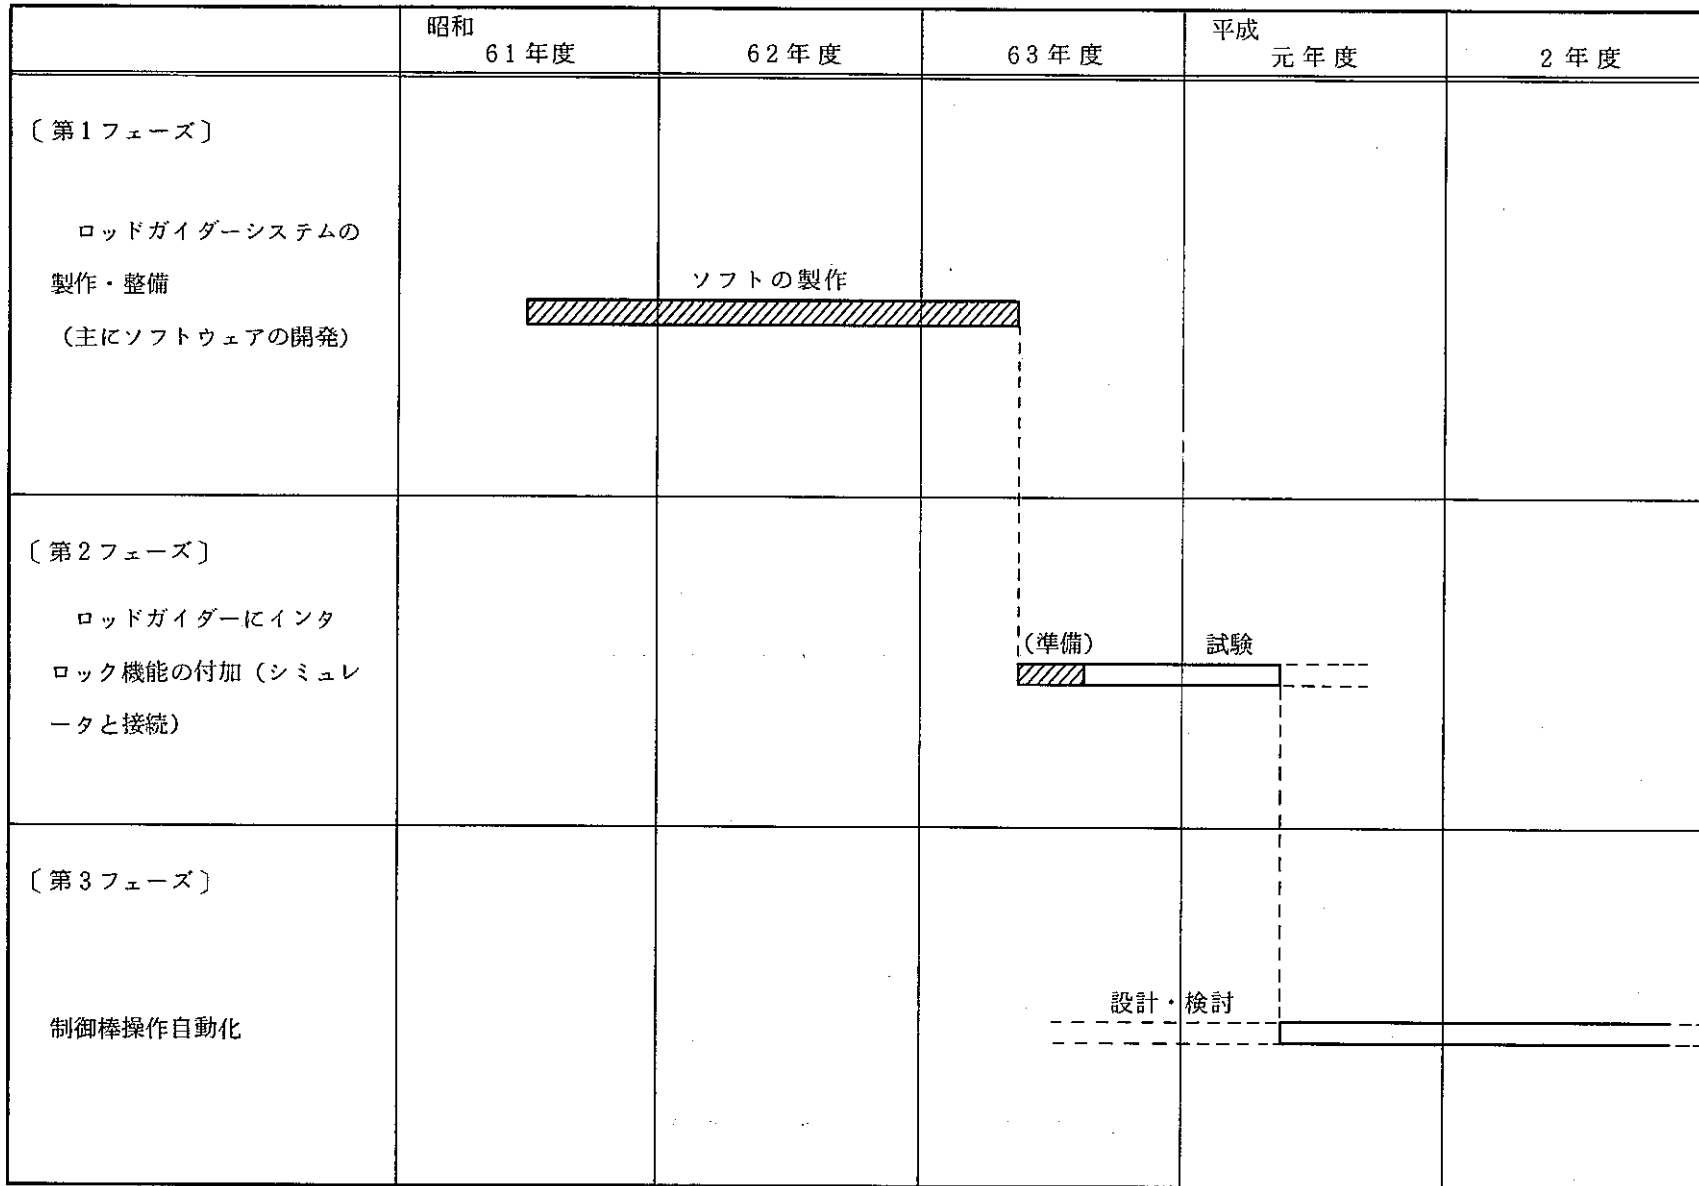 昭和
61年度
62年度
63年度
平成
元年度
2年度
〔第1フェーズ〕
ロッドガイダーシステムの
製作・整備
(主にソフトウェアの開発)
ソフトの製作
〔第2フェーズ〕
ロッドガイダーにインタ
ロック機能の付加(シミュレ
ータと接続)
(準備)
試験
〔第3フェーズ〕
制御棒操作自動化
設計・検討